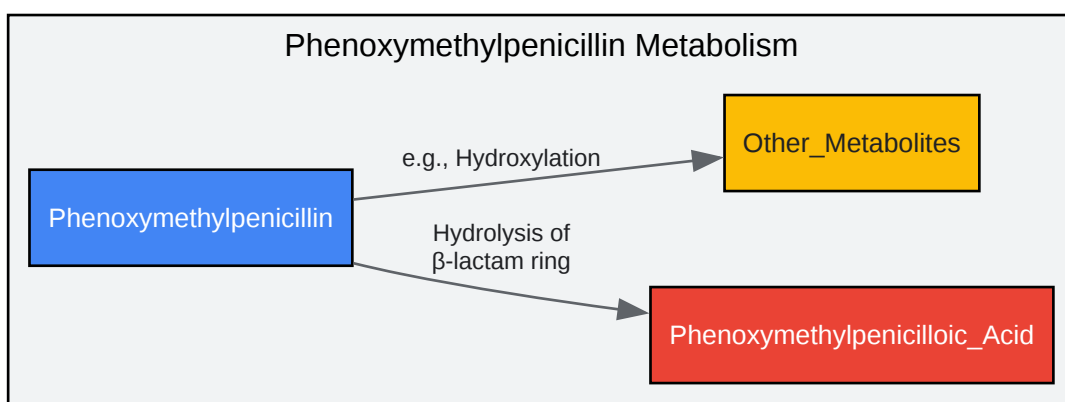 Phenoxymethylpenicillin Metabolism
Other_Metabolites
e.g., Hydroxylation
Phenoxymethylpenicillin
Hydrolysis of
β-lactam ring
Phenoxymethylpenicilloic_Acid